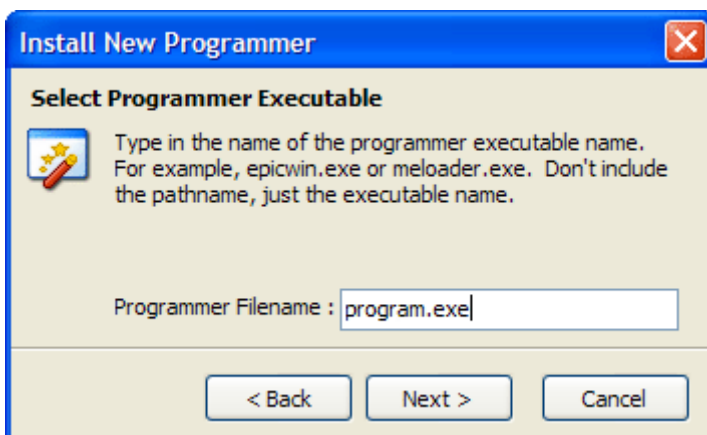 Install New Programmer
Select Programmer Executable
Type in the name of the programmer executable name.
For example, epicwin.exe or meloader.exe. Don't include
the pathname, just the executable name.
Programmer Filename : program.exe
< Back Next > Cancel